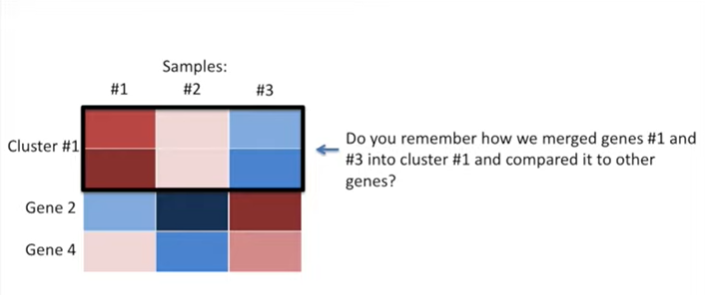 Samples:
#1 #2 #3
Cluster #1
Do you remember how we merged genes #1 and
#3 into cluster #1 and compared it to other
genes?
Gene 2
Gene 4